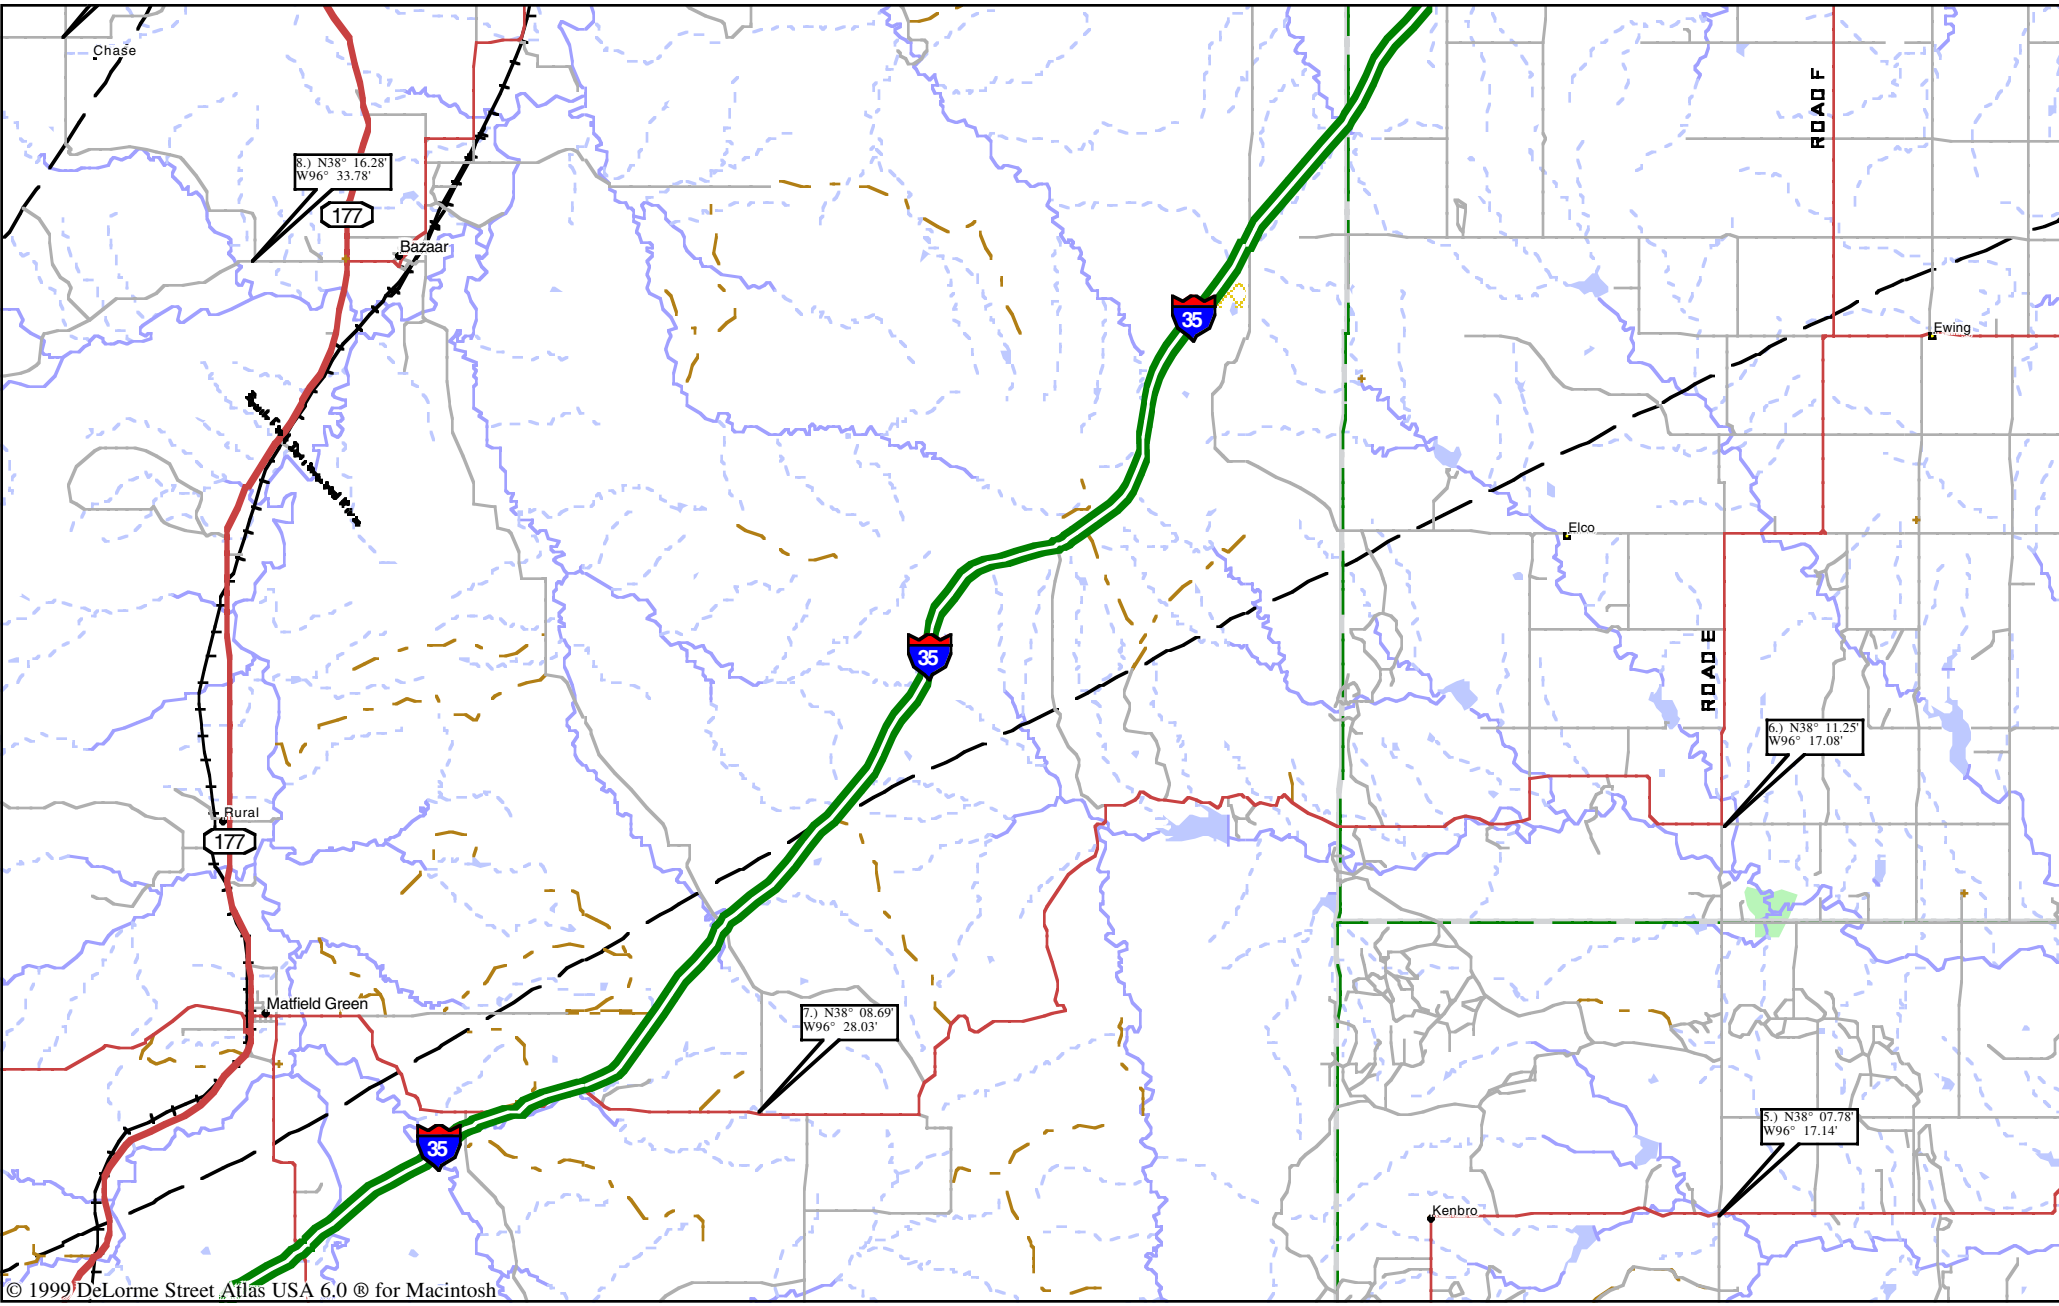 Chase
ROAD F
8.) N38° 16.28'
W96° 33.78'
177
Bazaar
35
Ewing
Elco
35
ROAD E
6.) N38° 11.25'
W96° 17.08'
Rural
177
Matfield Green
7.) N38° 08.69'
W96° 28.03'
35
5.) N38° 07.78'
W96° 17.14'
Kenbro
© 1999 DeLorme Street Atlas USA 6.0 ® for Macintosh